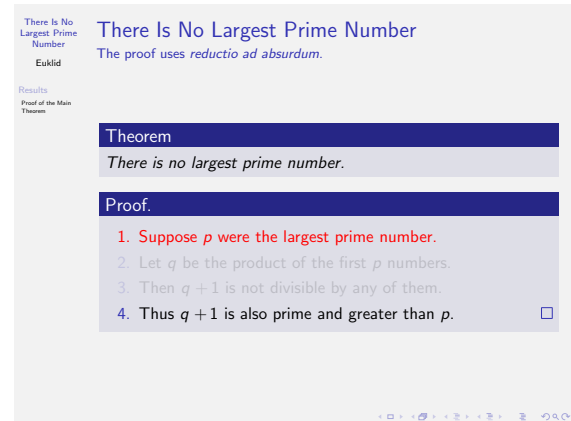 There Is No
Largest Prime
Number
Euklid
Results
Proof of the Main
Theorem
There Is No Largest Prime Number
The proof uses reductio ad absurdum.
Theorem
There is no largest prime number.
Proof.
1. Suppose p were the largest prime number.
2. Let q be the product of the first p numbers.
3. Then q + 1 is not divisible by any of them.
4. Thus q + 1 is also prime and greater than p.